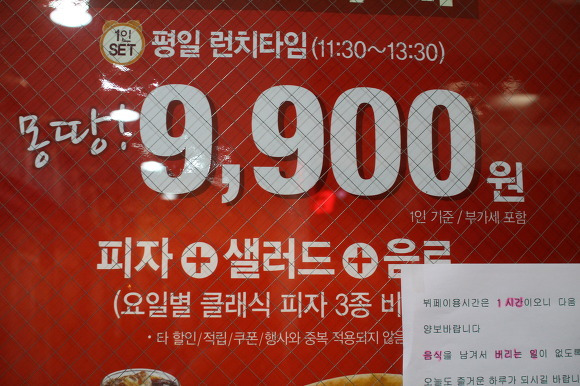 1인
SET
평일 런치타임 (11:30~13:30)
몽땅!
9,900원
1인 기준 / 부가세 포함
피자+샐러드+음료
(요일별 클래식 피자 3종
• 타 할인/적립/쿠폰/행사와 중복 적용되지 않
뷔페이용시간은 1시간이오니 다음
양보바랍니다
음식을 남겨서 버리는 일이 없도록
오늘도 즐거운 하루가 되시길 바랍니